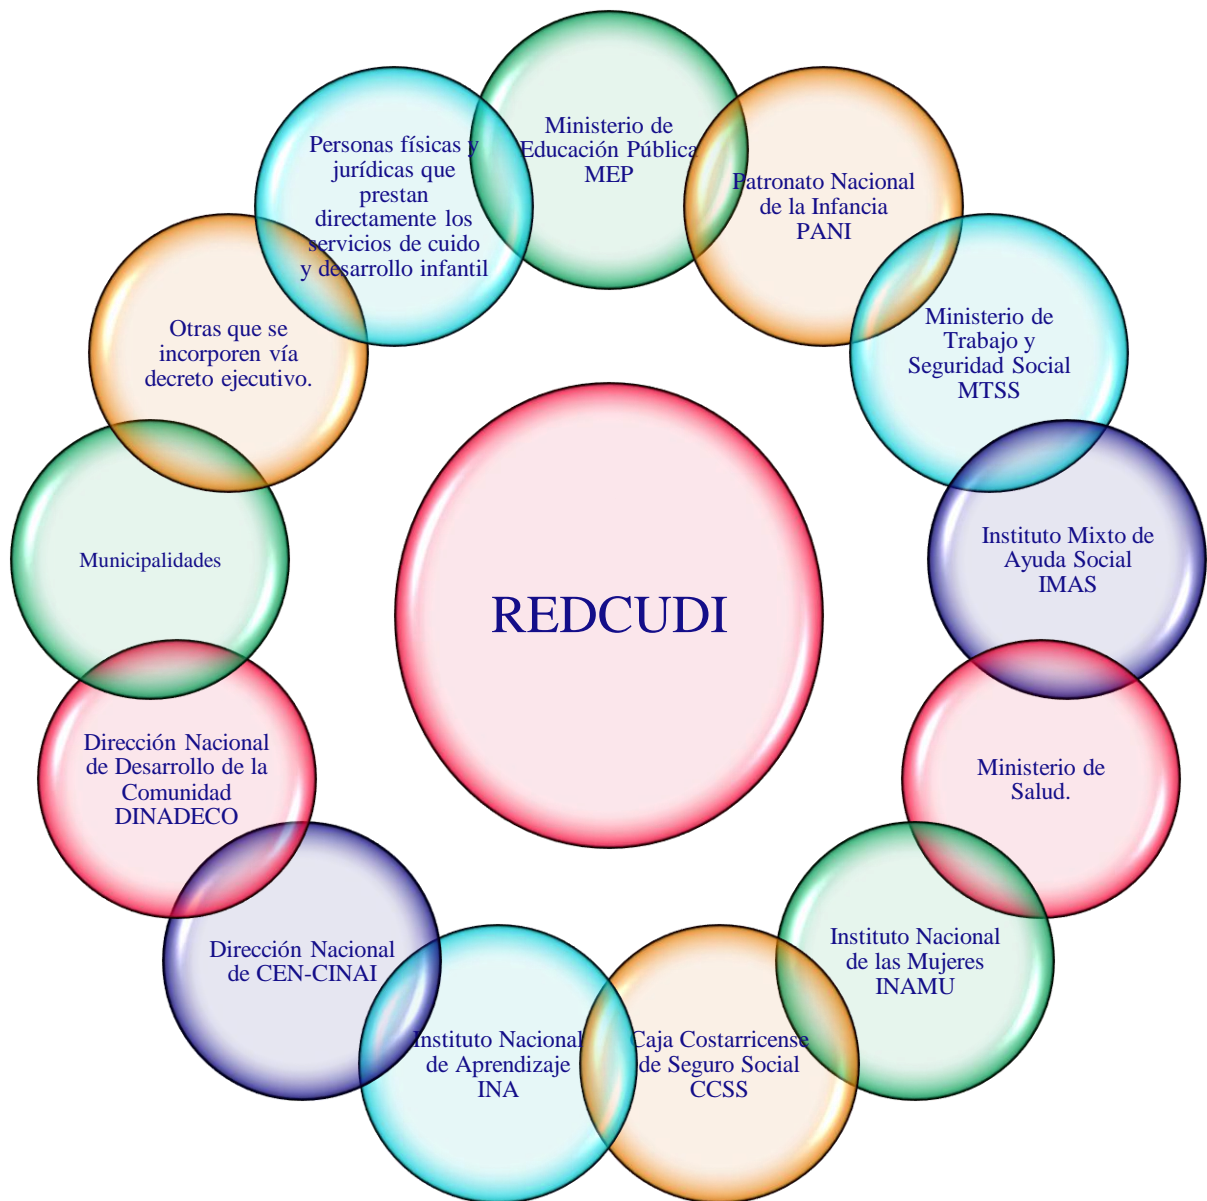 Ministerio de
Educación Pública
MEP
Patronato Nacional
de la Infancia
PANI
Ministerio de
Trabajo y
Seguridad Social
MTSS
Instituto Mixto de
Ayuda Social
IMAS
Ministerio de
Salud.
Instituto Nacional
de las Mujeres
INAMU
Caja Costarricense
de Seguro Social
CCSS
Instituto Nacional
de Aprendizaje
INA
Dirección Nacional
de CEN-CINAI
Dirección Nacional
de Desarrollo de la
Comunidad
DINADECO
Municipalidades
Otras que se
incorporen vía
decreto ejecutivo.
Personas físicas y
jurídicas que
prestan
directamente los
servicios de cuido
y desarrollo infantil
REDCUDI